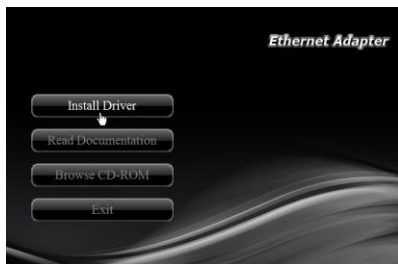 Ethernet Adapter
Install Driver
Read Documentation
Browse CD-ROM
Exit